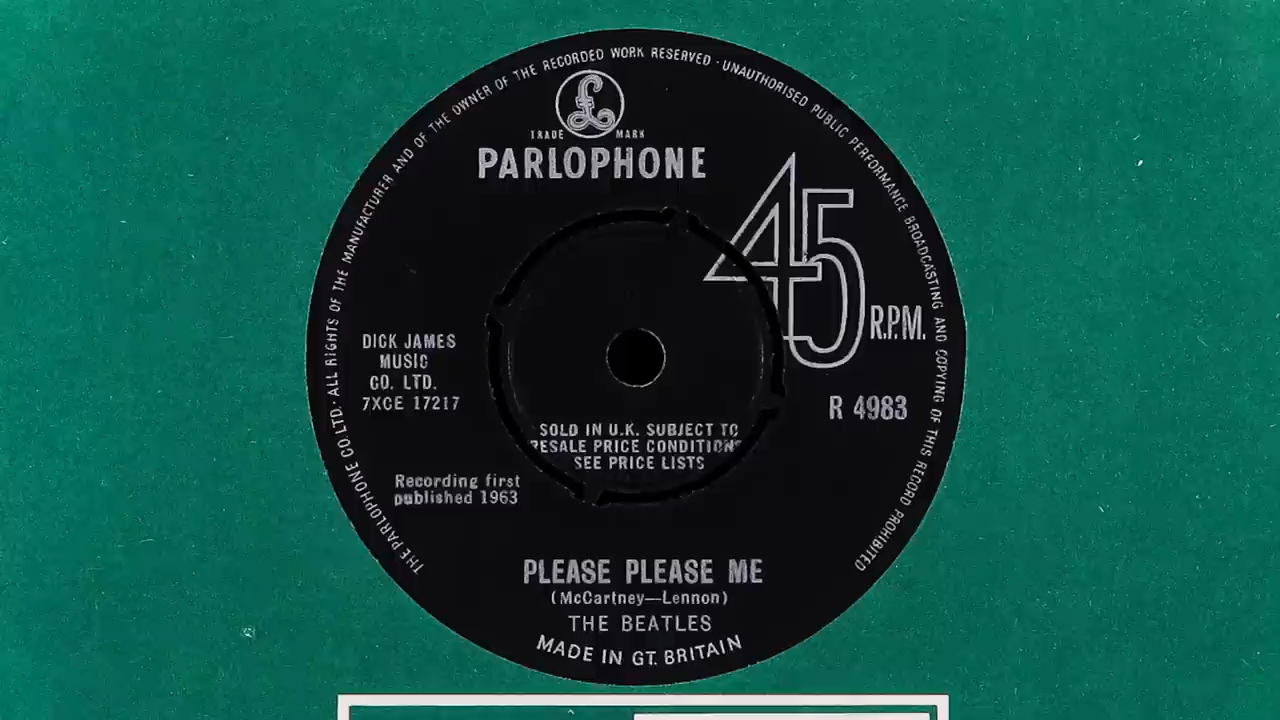 THE PARLOPHONE CO. LTD. · ALL RIGHTS OF THE MANUFACTURER AND OF THE OWNER OF THE RECORDED WORK RESERVED · UNAUTHORISED PUBLIC PERFORMANCE BROADCASTING AND COPYING OF THIS RECORD PROHIBITED
£
TRADE MARK
PARLOPHONE
45 R.P.M.
DICK JAMES
MUSIC
CO. LTD.
7XCE 17217
R 4983
SOLD IN U.K. SUBJECT TO
RESALE PRICE CONDITIONS
SEE PRICE LISTS
Recording first
published 1963
PLEASE PLEASE ME
(McCartney—Lennon)
THE BEATLES
MADE IN GT. BRITAIN